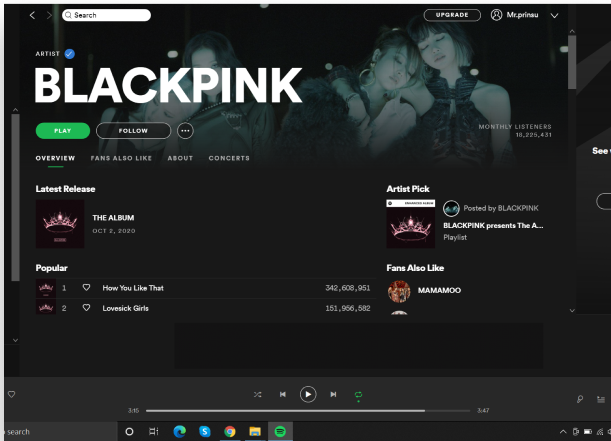 Search
UPGRADE
Mr.prinsu
ARTIST
BLACKPINK
PLAY
FOLLOW
MONTHLY LISTENERS
16,225,431
OVERVIEW FANS ALSO LIKE ABOUT CONCERTS
See
Latest Release
THE ALBUM
OCT 2, 2020
Artist Pick
Posted by BLACKPINK
BLACKPINK presents The A...
Playlist
Popular
1 How You Like That 342,608,951
2 Lovesick Girls 151,956,582
Fans Also Like
MAMAMOO
3:15
3:47
search